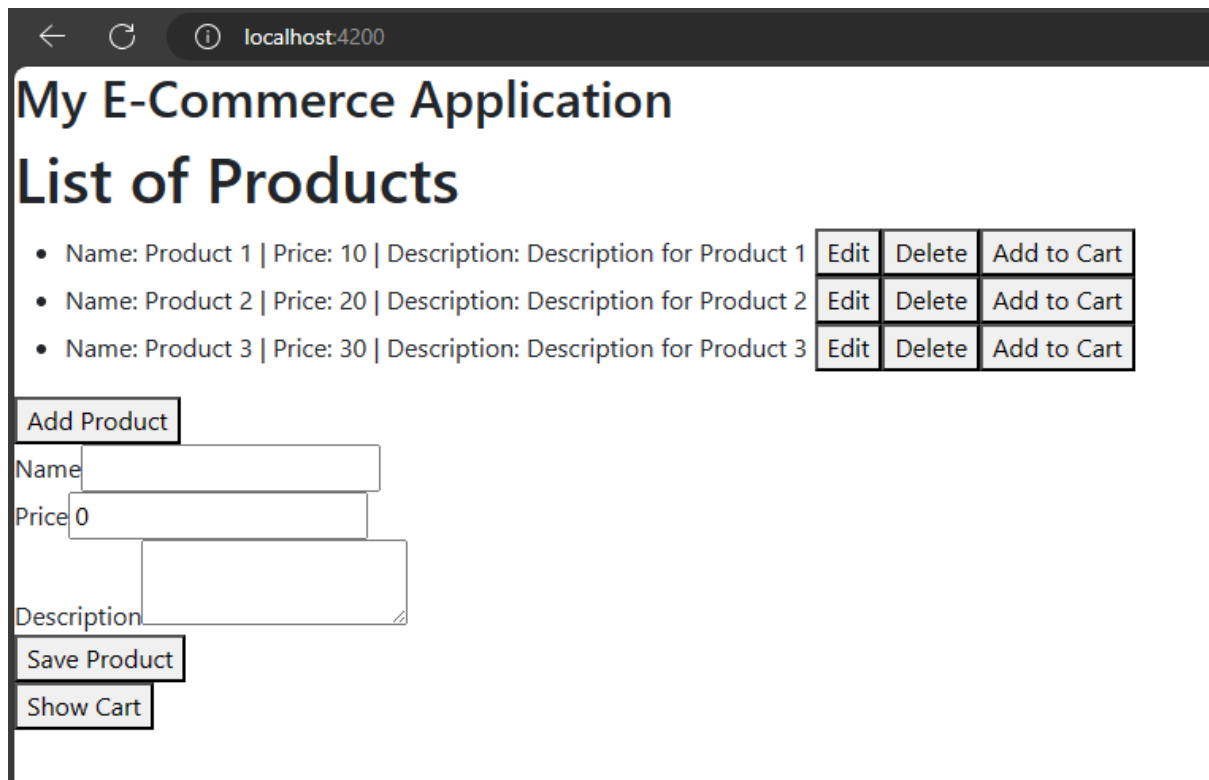 localhost:4200
My E-Commerce Application
List of Products
Name: Product 1 | Price: 10 | Description: Description for Product 1 Edit Delete Add to Cart
Name: Product 2 | Price: 20 | Description: Description for Product 2 Edit Delete Add to Cart
Name: Product 3 | Price: 30 | Description: Description for Product 3 Edit Delete Add to Cart
Add Product
Name
Price 0
Description
Save Product
Show Cart